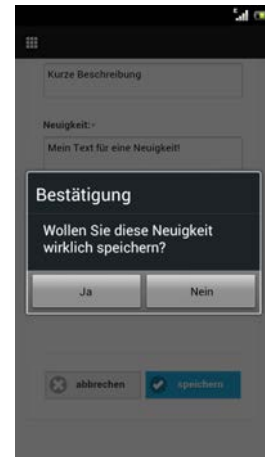 Kurze Beschreibung
Neuigkeit:*
Mein Text für eine Neuigkeit!
Bestätigung
Wollen Sie diese Neuigkeit
wirklich speichern?
Ja Nein
abbrechen speichern